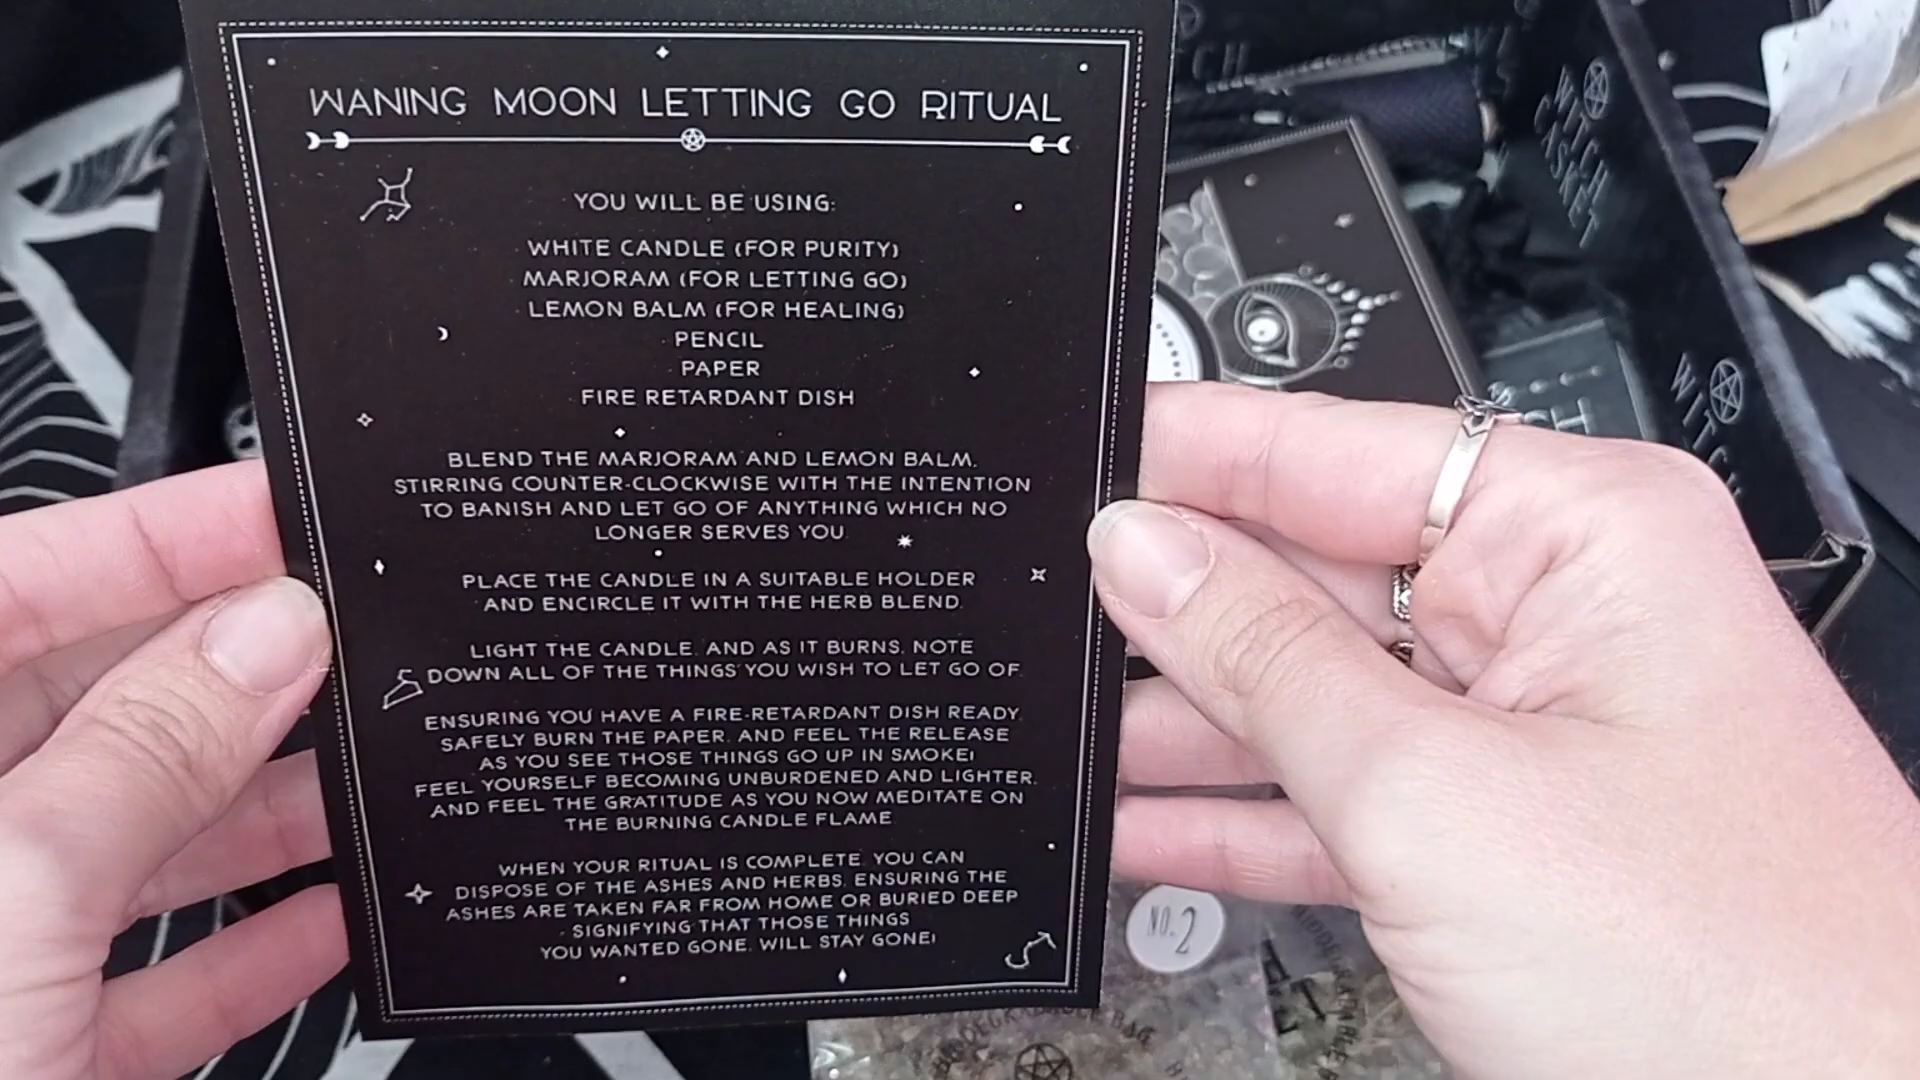 WANING MOON LETTING GO RITUAL
YOU WILL BE USING:
WHITE CANDLE (FOR PURITY)
MARJORAM (FOR LETTING GO)
LEMON BALM (FOR HEALING)
PENCIL
PAPER
FIRE RETARDANT DISH
BLEND THE MARJORAM AND LEMON BALM,
STIRRING COUNTER-CLOCKWISE WITH THE INTENTION
TO BANISH AND LET GO OF ANYTHING WHICH NO
LONGER SERVES YOU
PLACE THE CANDLE IN A SUITABLE HOLDER
AND ENCIRCLE IT WITH THE HERB BLEND.
LIGHT THE CANDLE, AND AS IT BURNS, NOTE
DOWN ALL OF THE THINGS YOU WISH TO LET GO OF.
ENSURING YOU HAVE A FIRE-RETARDANT DISH READY,
SAFELY BURN THE PAPER, AND FEEL THE RELEASE
AS YOU SEE THOSE THINGS GO UP IN SMOKE!
FEEL YOURSELF BECOMING UNBURDENED AND LIGHTER,
AND FEEL THE GRATITUDE AS YOU NOW MEDITATE ON
THE BURNING CANDLE FLAME
WHEN YOUR RITUAL IS COMPLETE, YOU CAN
DISPOSE OF THE ASHES AND HERBS, ENSURING THE
ASHES ARE TAKEN FAR FROM HOME OR BURIED DEEP
SIGNIFYING THAT THOSE THINGS
YOU WANTED GONE, WILL STAY GONE!
WITCH
CASKET
NO.2
BAG